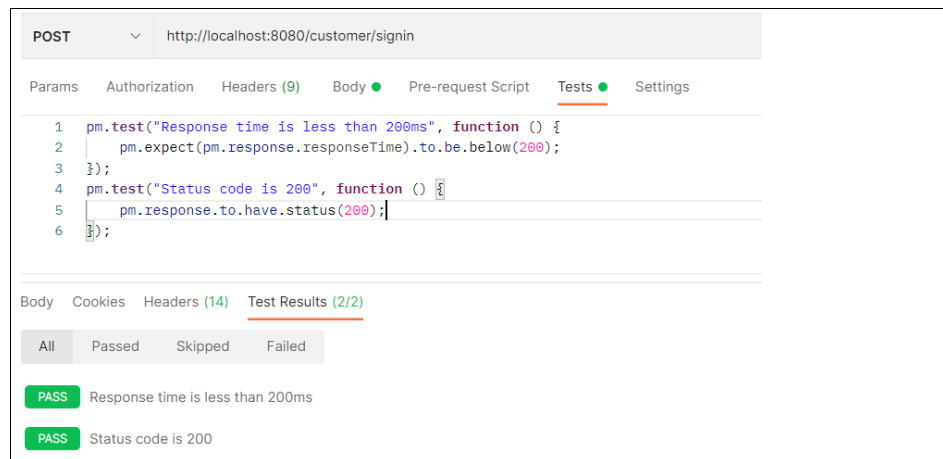 POST http://localhost:8080/customer/signin
Params Authorization Headers (9) Body Pre-request Script Tests Settings
1 pm.test("Response time is less than 200ms", function () {
2 pm.expect(pm.response.responseTime).to.be.below(200);
3 });
4 pm.test("Status code is 200", function () {
5 pm.response.to.have.status(200);
6 });
Body Cookies Headers (14) Test Results (2/2)
All Passed Skipped Failed
PASS Response time is less than 200ms
PASS Status code is 200